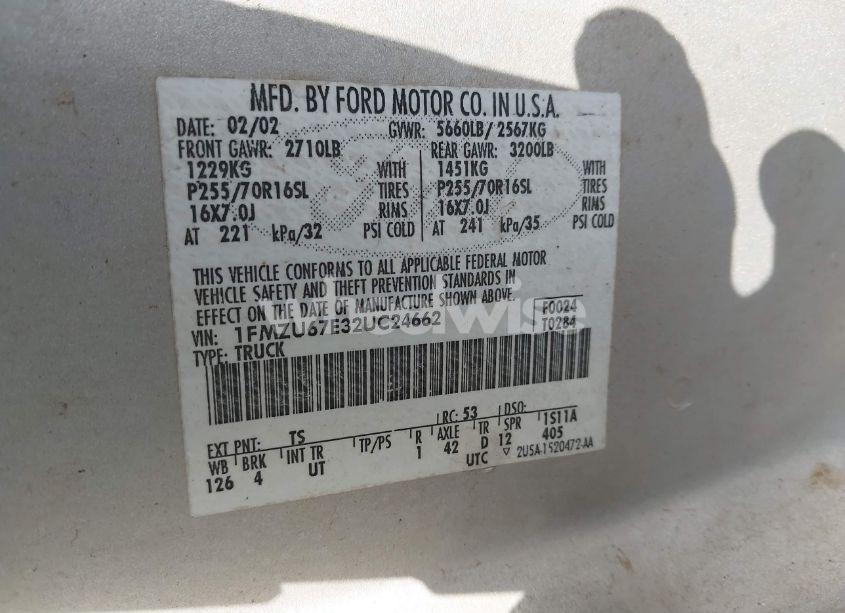 MFD. BY FORD MOTOR CO. IN U.S.A.
DATE: 02/02 GVWR: 5660LB/ 2567KG
FRONT GAWR: 2710LB REAR GAWR: 3200LB
1229KG WITH 1451KG WITH
P255/70R16SL TIRES P255/70R16SL TIRES
16X7.0J RIMS 16X7.0J RIMS
AT 221 kPa/32 PSI COLD AT 241 kPa/35 PSI COLD
THIS VEHICLE CONFORMS TO ALL APPLICABLE FEDERAL MOTOR
VEHICLE SAFETY AND THEFT PREVENTION STANDARDS IN
EFFECT ON THE DATE OF MANUFACTURE SHOWN ABOVE.
VIN: 1FMZU67E32UC24662 F0024
TYPE: TRUCK T0284
EXT PNT: TS RC: 53 DSO:
WB BRK INT TR TP/PS R AXLE TR SPR 1S11A
126 4 UT 1 42 D 12 405
UTC ▽ 2USA-1520472-AA